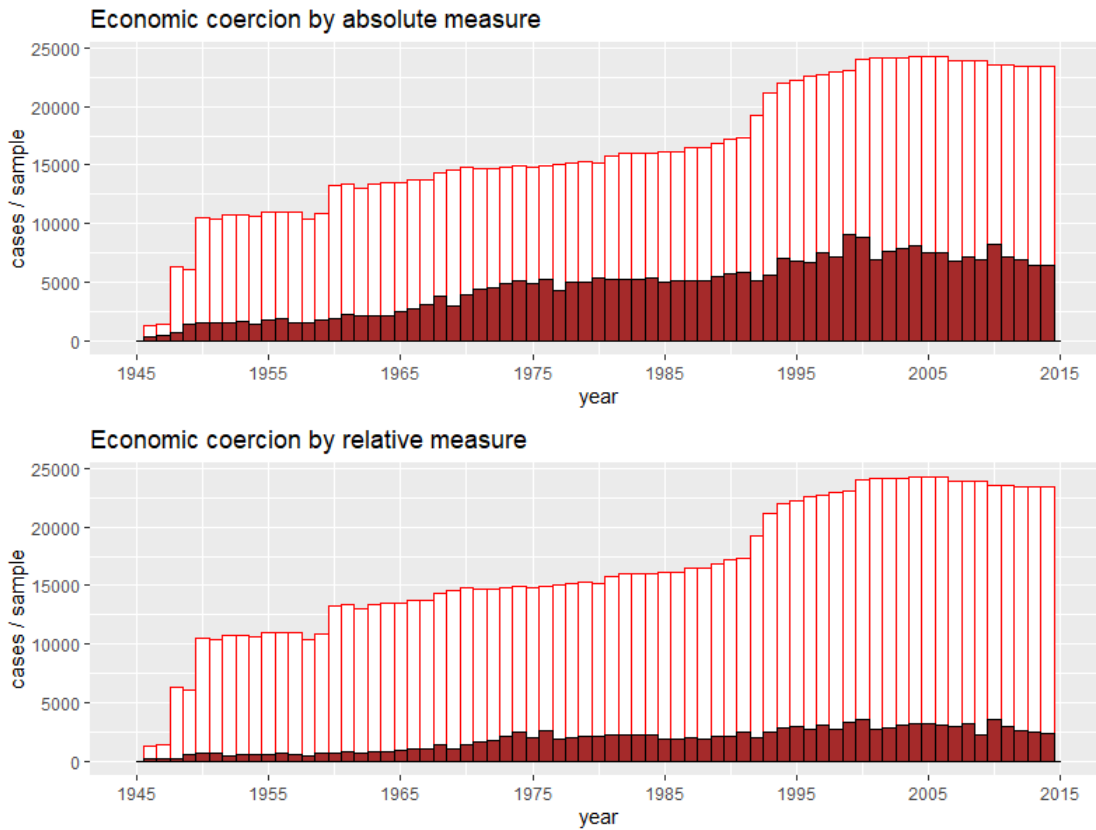 Economic coercion by absolute measure
25000
20000
15000
10000
5000
0
cases / sample
1945 1955 1965 1975 1985 1995 2005 2015
year
Economic coercion by relative measure
25000
20000
15000
10000
5000
0
cases / sample
1945 1955 1965 1975 1985 1995 2005 2015
year